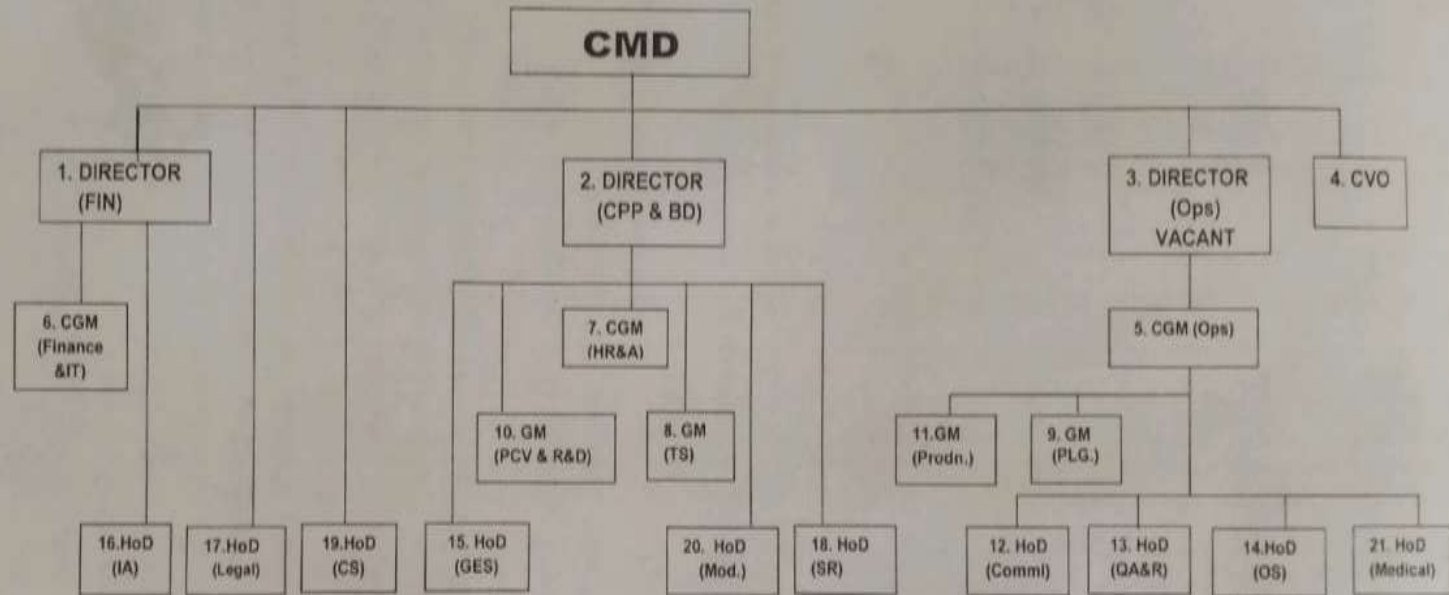 CMD
1. DIRECTOR
(FIN)
2. DIRECTOR
(CPP & BD)
3. DIRECTOR
(Ops)
VACANT
4. CVO
6. CGM
(Finance
&IT)
7. CGM
(HR&A)
5. CGM (Ops)
10. GM
(PCV & R&D)
8. GM
(TS)
11.GM
(Prodn.)
9. GM
(PLG.)
16.HoD
(IA)
17.HoD
(Legal)
19.HoD
(CS)
15. HoD
(GES)
20. HoD
(Mod.)
18. HoD
(SR)
12. HoD
(Comml)
13. HoD
(QA&R)
14.HoD
(OS)
21. HoD
(Medical)